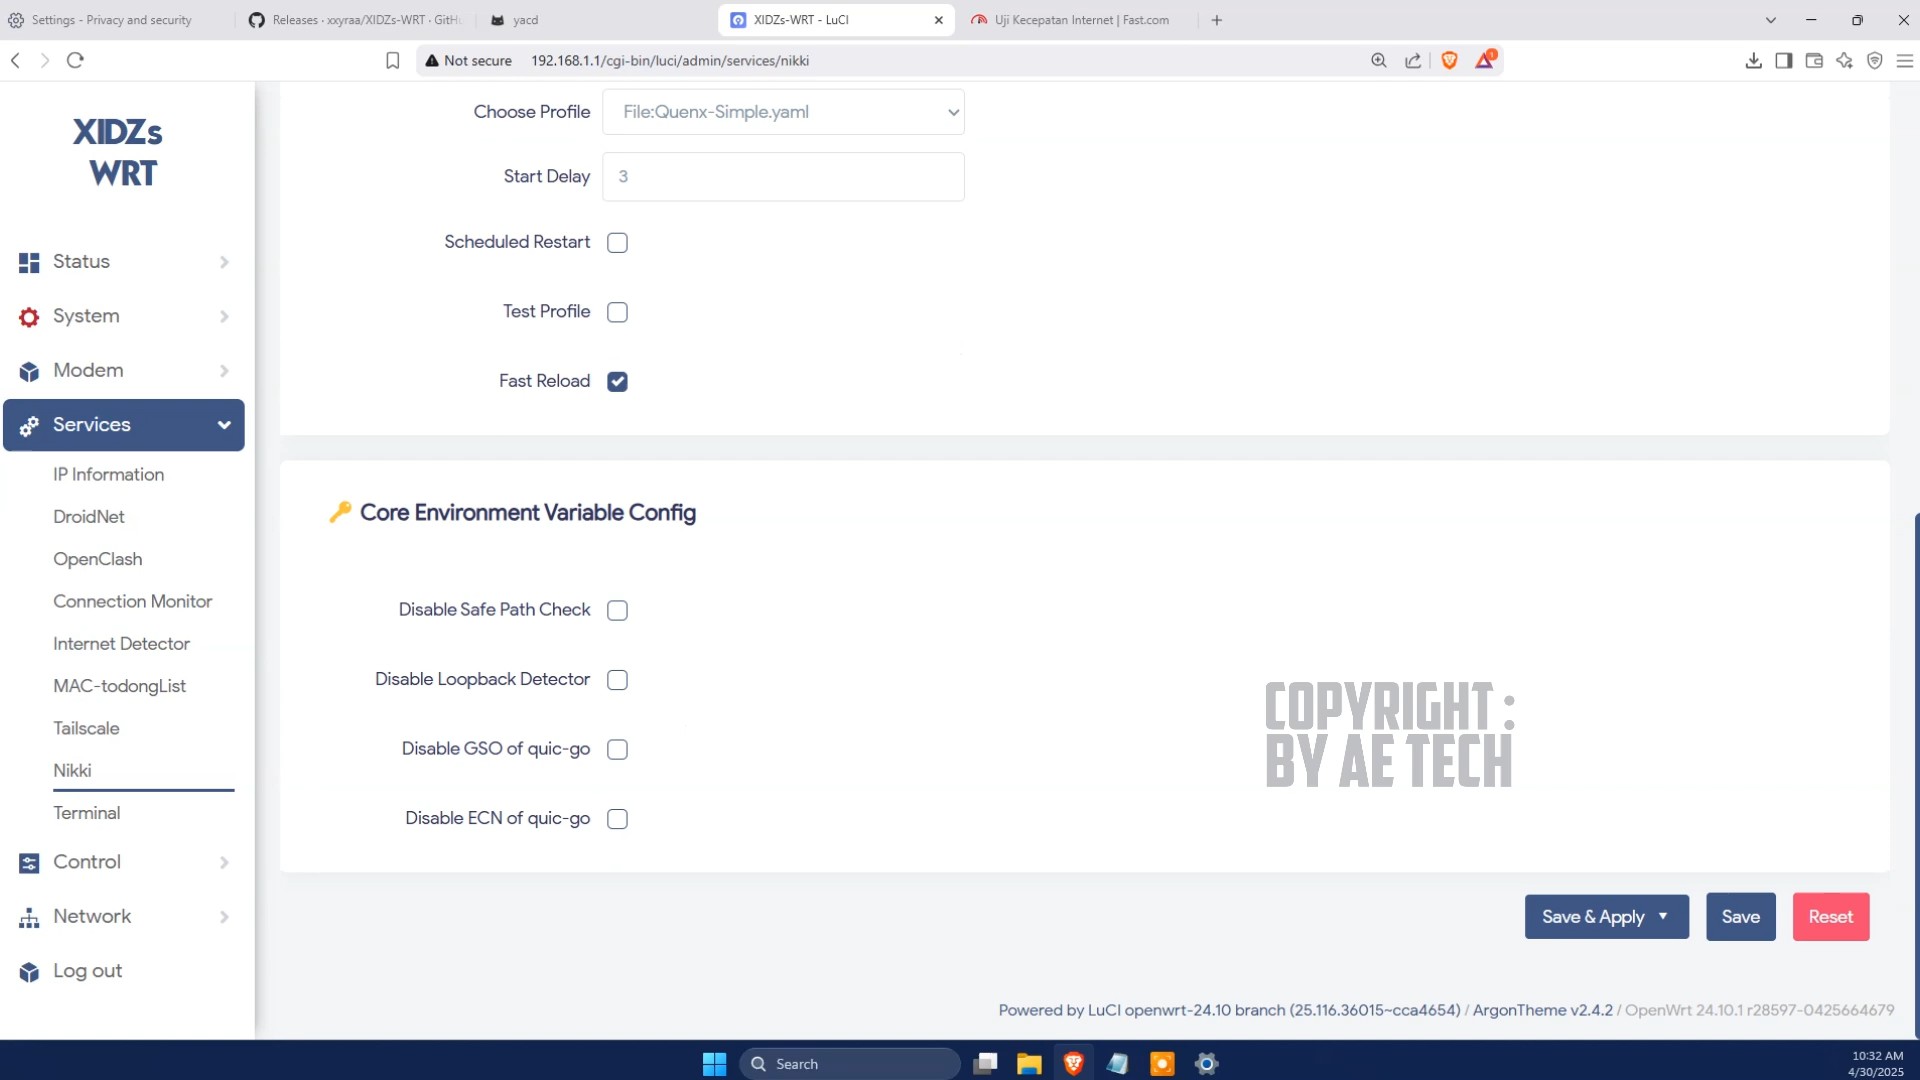 Settings - Privacy and security
Releases · xxyraa/XIDZs-WRT · GitHu
yacd
XIDZs-WRT - LuCI
Uji Kecepatan Internet | Fast.com
Not secure
192.168.1.1/cgi-bin/luci/admin/services/nikki
1
XIDZs
WRT
Status
System
Modem
Services
IP Information
DroidNet
OpenClash
Connection Monitor
Internet Detector
MAC-todongList
Tailscale
Nikki
Terminal
Control
Network
Log out
Choose Profile
File:Quenx-Simple.yaml
Start Delay
3
Scheduled Restart
Test Profile
Fast Reload
🔑 Core Environment Variable Config
Disable Safe Path Check
Disable Loopback Detector
Disable GSO of quic-go
Disable ECN of quic-go
COPYRIGHT :
BY AE TECH
Save & Apply
Save
Reset
Powered by LuCI openwrt-24.10 branch (25.116.36015~cca4654) / ArgonTheme v2.4.2 / OpenWrt 24.10.1 r28597-0425664679
Search
10:32 AM
4/30/2025